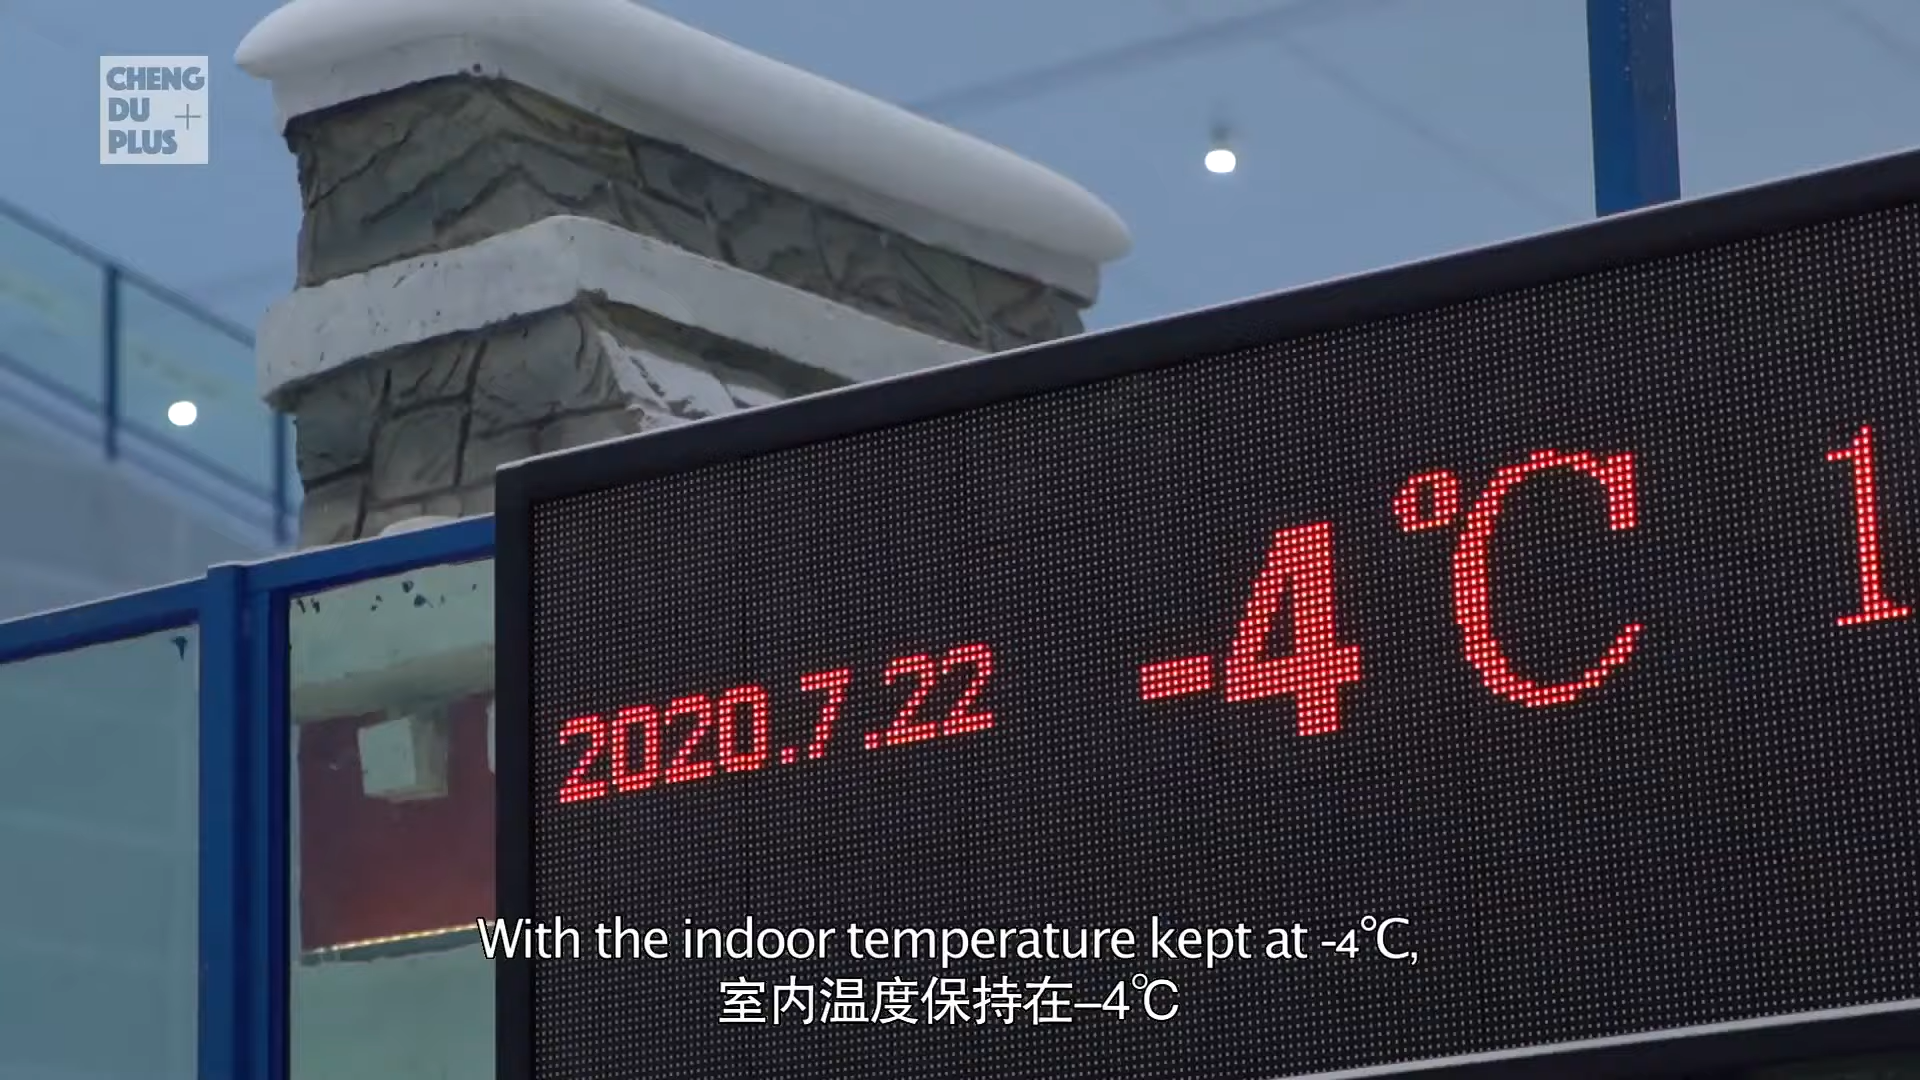 CHENG
DU
PLUS
2020.7.22 -4℃ 1
With the indoor temperature kept at -4℃,
室内温度保持在–4℃